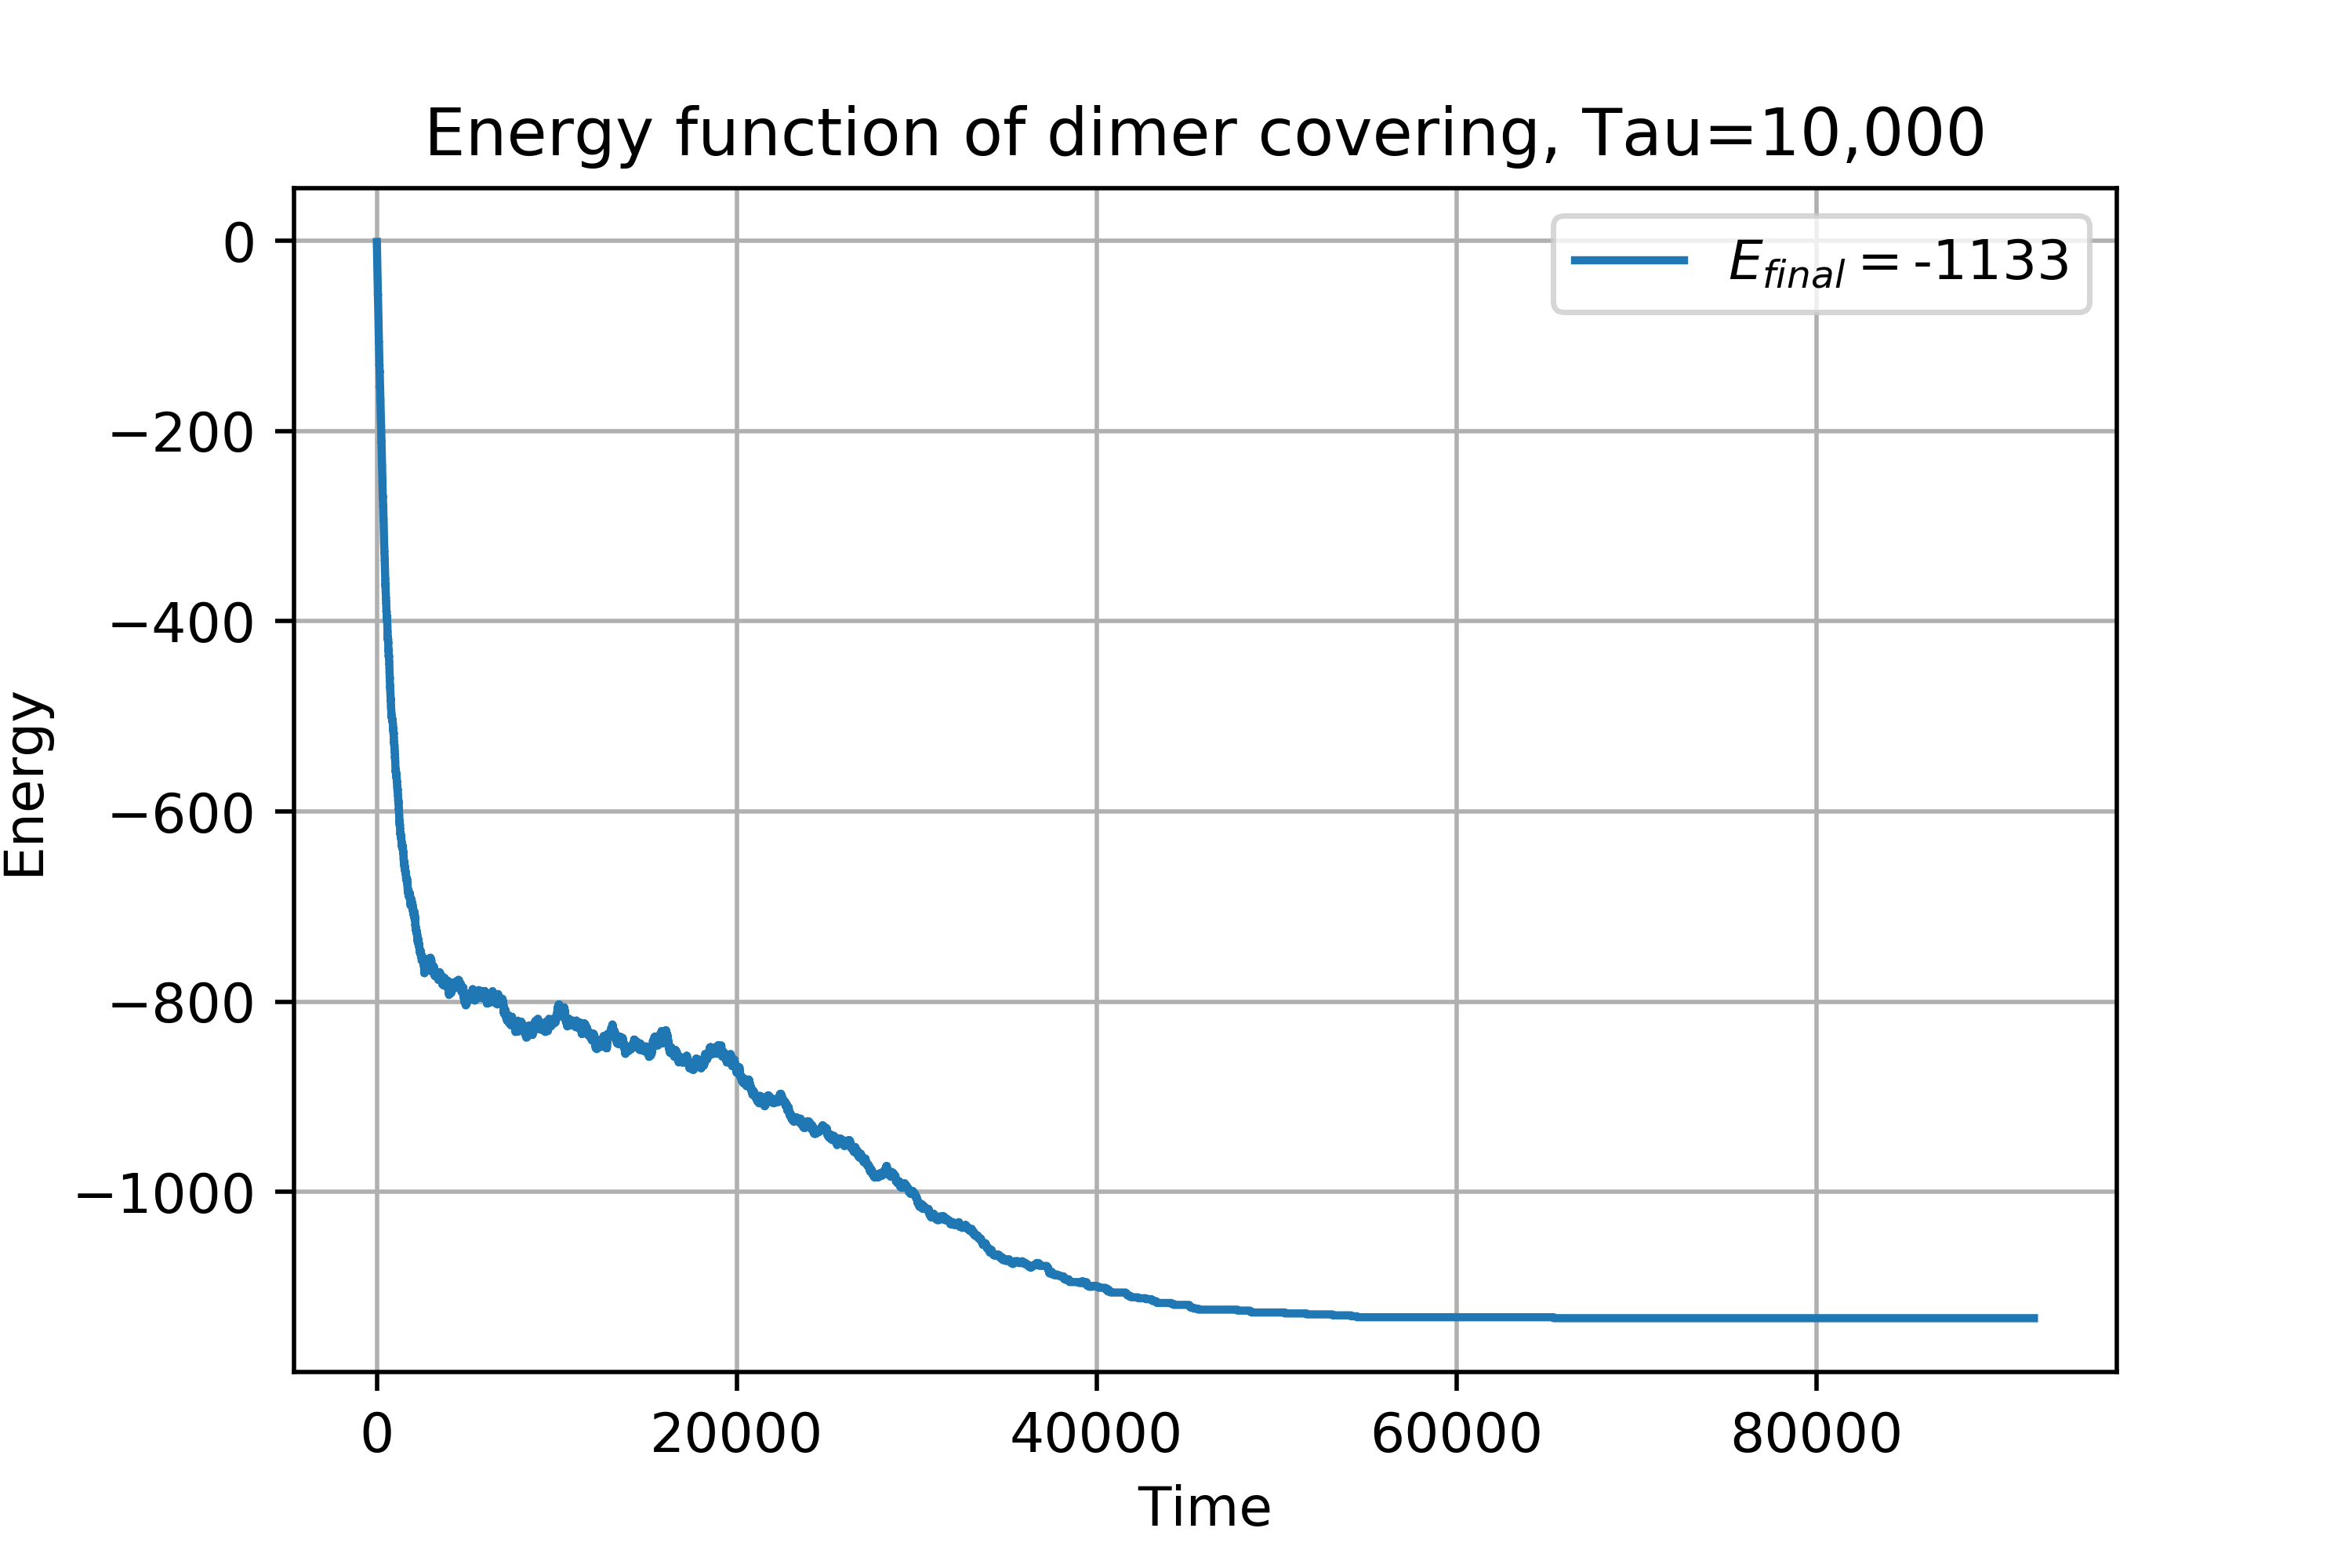 Energy function of dimer covering, Tau=10,000
E_final = -1133
0
−200
−400
−600
−800
−1000
Energy
0 20000 40000 60000 80000
Time